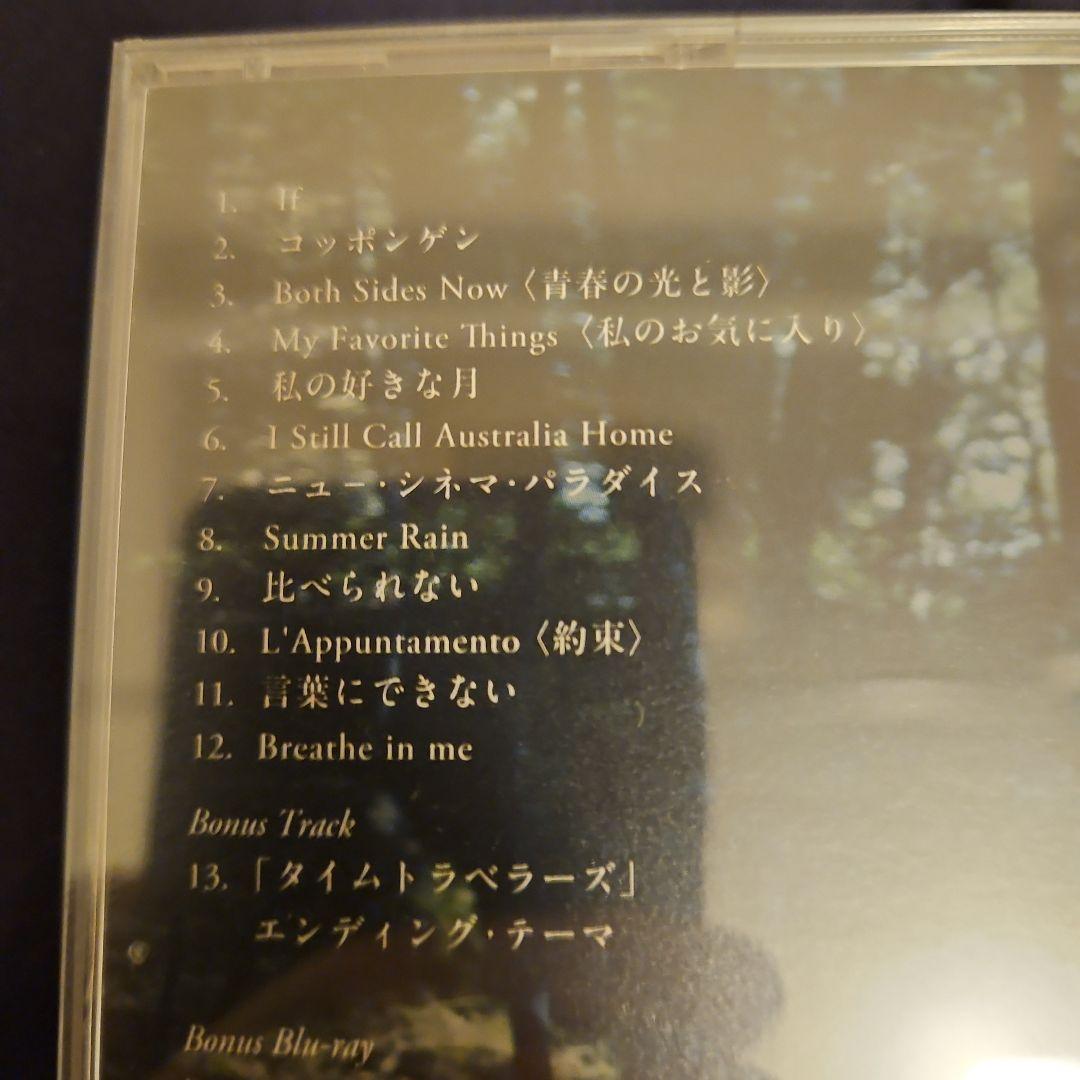 1. If
2. コッポンゲン
3. Both Sides Now〈青春の光と影〉
4. My Favorite Things〈私のお気に入り〉
5. 私の好きな月
6. I Still Call Australia Home
7. ニュー・シネマ・パラダイス
8. Summer Rain
9. 比べられない
10. L'Appuntamento〈約束〉
11. 言葉にできない
12. Breathe in me
Bonus Track
13.「タイムトラベラーズ」
エンディング・テーマ
Bonus Blu-ray